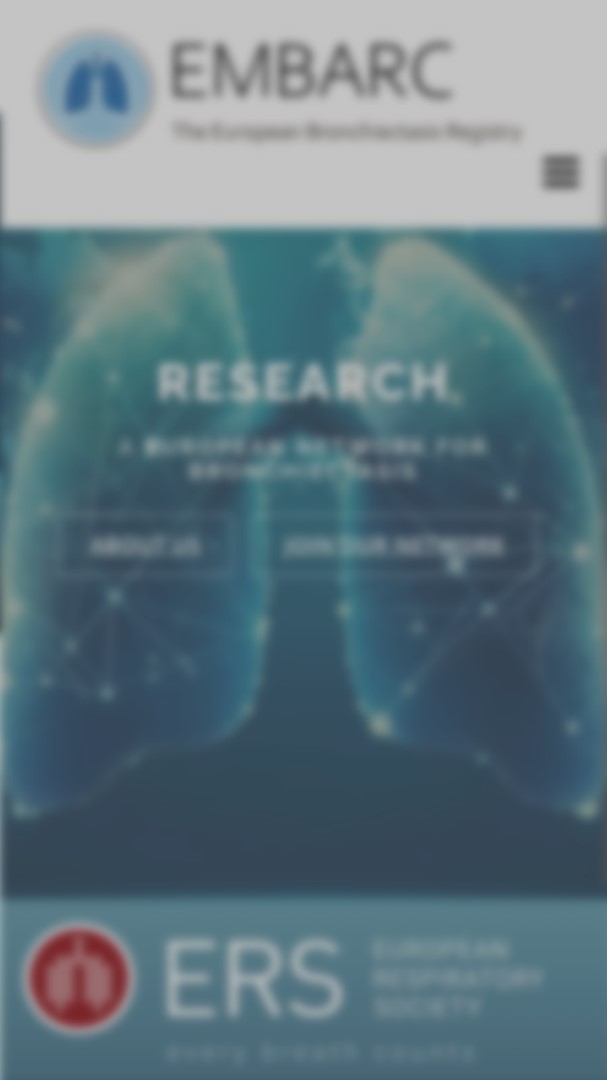 EMBARC
The European Bronchiectasis Registry
RESEARCH.
A EUROPEAN NETWORK FOR
BRONCHIECTASIS
ABOUT US
JOIN OUR NETWORK
ERS
EUROPEAN
RESPIRATORY
SOCIETY
every breath counts